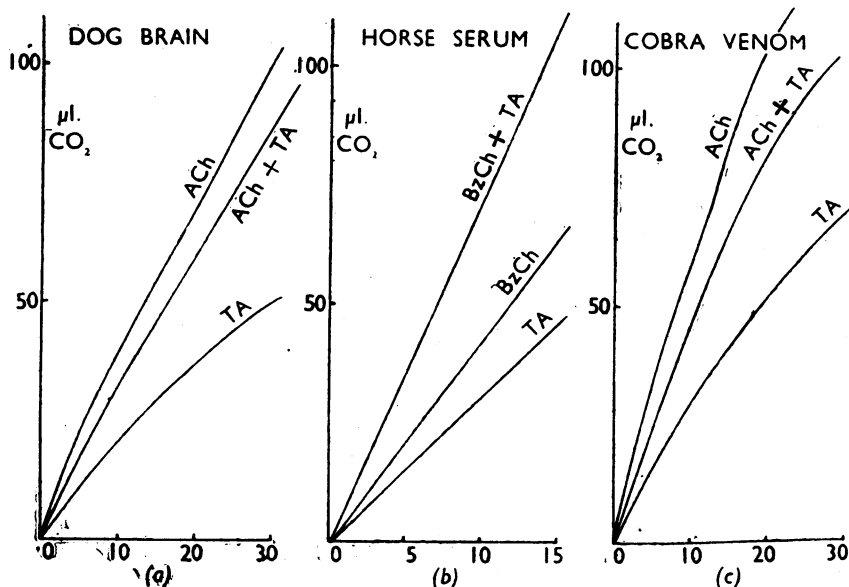 DOG BRAIN
100
µl.
CO₂
50
ACh
ACh + TA
TA
0
10
20
30
(a)
HORSE SERUM
100
µl.
CO₂
50
BzCh + TA
BzCh
TA
0
5
10
15
(b)
COBRA VENOM
100
µl.
CO₂
50
ACh
ACh + TA
TA
0
10
20
30
(c)